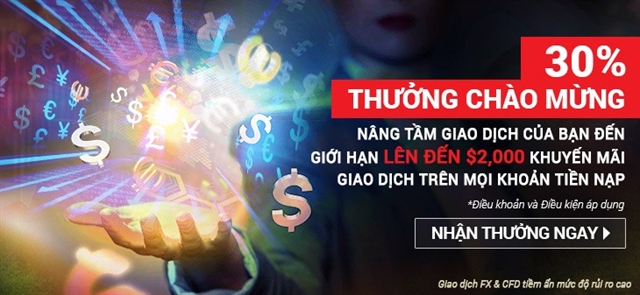 30%
THƯỞNG CHÀO MỪNG
NÂNG TẦM GIAO DỊCH CỦA BẠN ĐẾN
GIỚI HẠN LÊN ĐẾN $2,000 KHUYẾN MÃI
GIAO DỊCH TRÊN MỌI KHOẢN TIỀN NẠP
*Điều khoản và Điều kiện áp dụng
NHẬN THƯỞNG NGAY
Giao dịch FX & CFD tiềm ẩn mức độ rủi ro cao